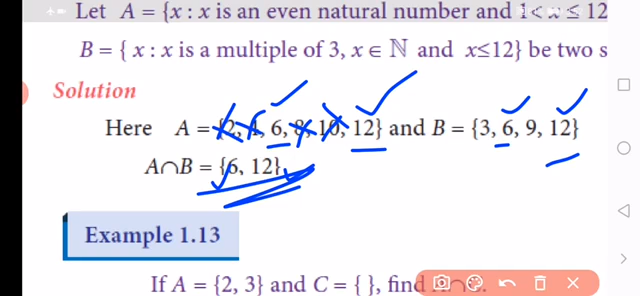 Let A = {x : x is an even natural number and 1 < x ≤ 12
B = { x : x is a multiple of 3, x ∈ ℕ and x≤12} be two s
Solution
Here A = {2, 4, 6, 8, 10, 12} and B = {3, 6, 9, 12}
A∩B = {6, 12}.
Example 1.13
If A = {2, 3} and C = { }, find